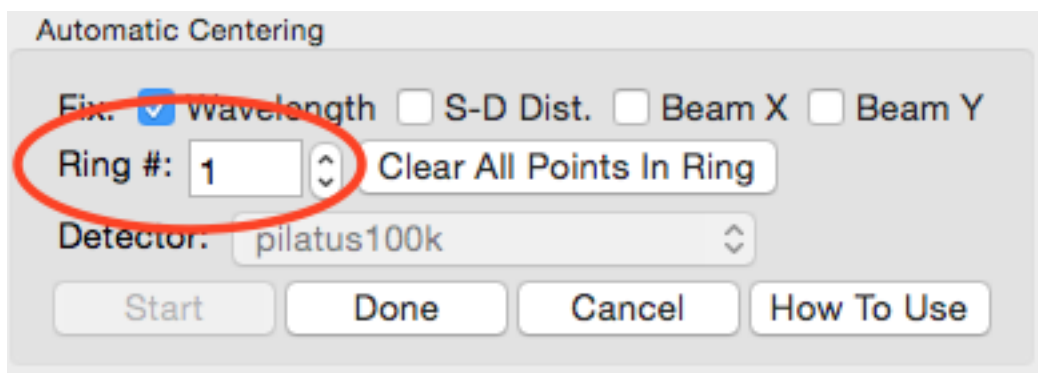 Automatic Centering
Fix: Wavelength S-D Dist. Beam X Beam Y
Ring #: 1 Clear All Points In Ring
Detector: pilatus100k
Start Done Cancel How To Use